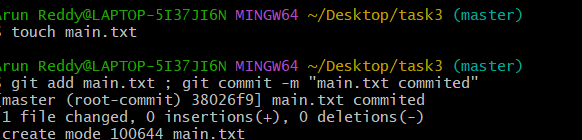 Arun Reddy@LAPTOP-5I37JI6N MINGW64 ~/Desktop/task3 (master)
$ touch main.txt
Arun Reddy@LAPTOP-5I37JI6N MINGW64 ~/Desktop/task3 (master)
$ git add main.txt ; git commit -m "main.txt commited"
[master (root-commit) 38026f9] main.txt commited
1 file changed, 0 insertions(+), 0 deletions(-)
create mode 100644 main.txt